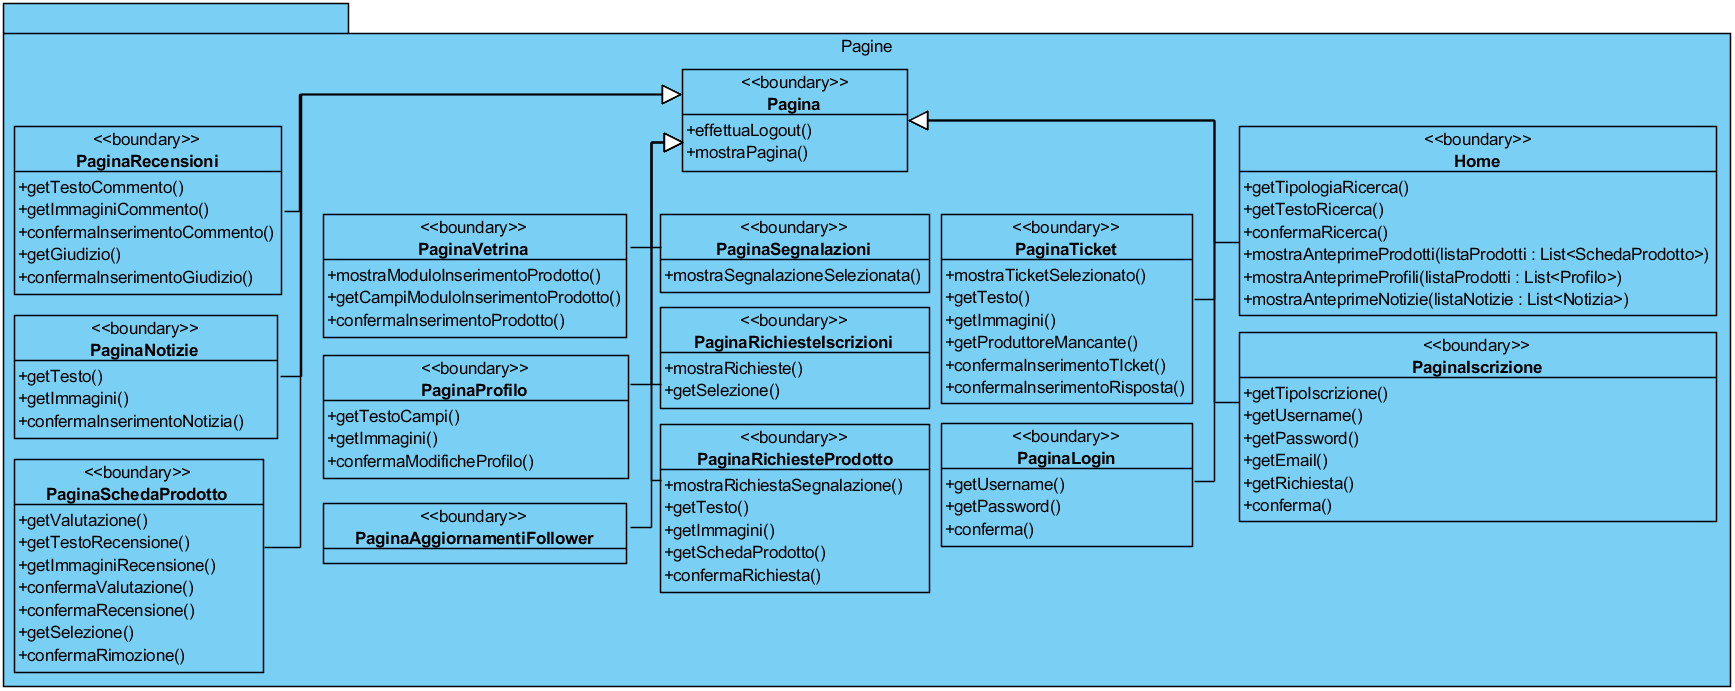 Pagine
<<boundary>>
Pagina
+effettuaLogout()
+mostraPagina()
<<boundary>>
PaginaRecensioni
+getTestoCommento()
+getImmaginiCommento()
+confermaInserimentoCommento()
+getGiudizio()
+confermaInserimentoGiudizio()
<<boundary>>
PaginaNotizie
+getTesto()
+getImmagini()
+confermaInserimentoNotizia()
<<boundary>>
PaginaSchedaProdotto
+getValutazione()
+getTestoRecensione()
+getImmaginiRecensione()
+confermaValutazione()
+confermaRecensione()
+getSelezione()
+confermaRimozione()
<<boundary>>
PaginaVetrina
+mostraModuloInserimentoProdotto()
+getCampiModuloInserimentoProdotto()
+confermaInserimentoProdotto()
<<boundary>>
PaginaProfilo
+getTestoCampi()
+getImmagini()
+confermaModificheProfilo()
<<boundary>>
PaginaAggiornamentiFollower
<<boundary>>
PaginaSegnalazioni
+mostraSegnalazioneSelezionata()
<<boundary>>
PaginaRichiesteIscrizioni
+mostraRichieste()
+getSelezione()
<<boundary>>
PaginaRichiesteProdotto
+mostraRichiestaSegnalazione()
+getTesto()
+getImmagini()
+getSchedaProdotto()
+confermaRichiesta()
<<boundary>>
PaginaTicket
+mostraTicketSelezionato()
+getTesto()
+getImmagini()
+getProduttoreMancante()
+confermaInserimentoTIcket()
+confermaInserimentoRisposta()
<<boundary>>
PaginaLogin
+getUsername()
+getPassword()
+conferma()
<<boundary>>
Home
+getTipologiaRicerca()
+getTestoRicerca()
+confermaRicerca()
+mostraAnteprimeProdotti(listaProdotti : List<SchedaProdotto>)
+mostraAnteprimeProfili(listaProdotti : List<Profilo>)
+mostraAnteprimeNotizie(listaNotizie : List<Notizia>)
<<boundary>>
PaginaIscrizione
+getTipoIscrizione()
+getUsername()
+getPassword()
+getEmail()
+getRichiesta()
+conferma()